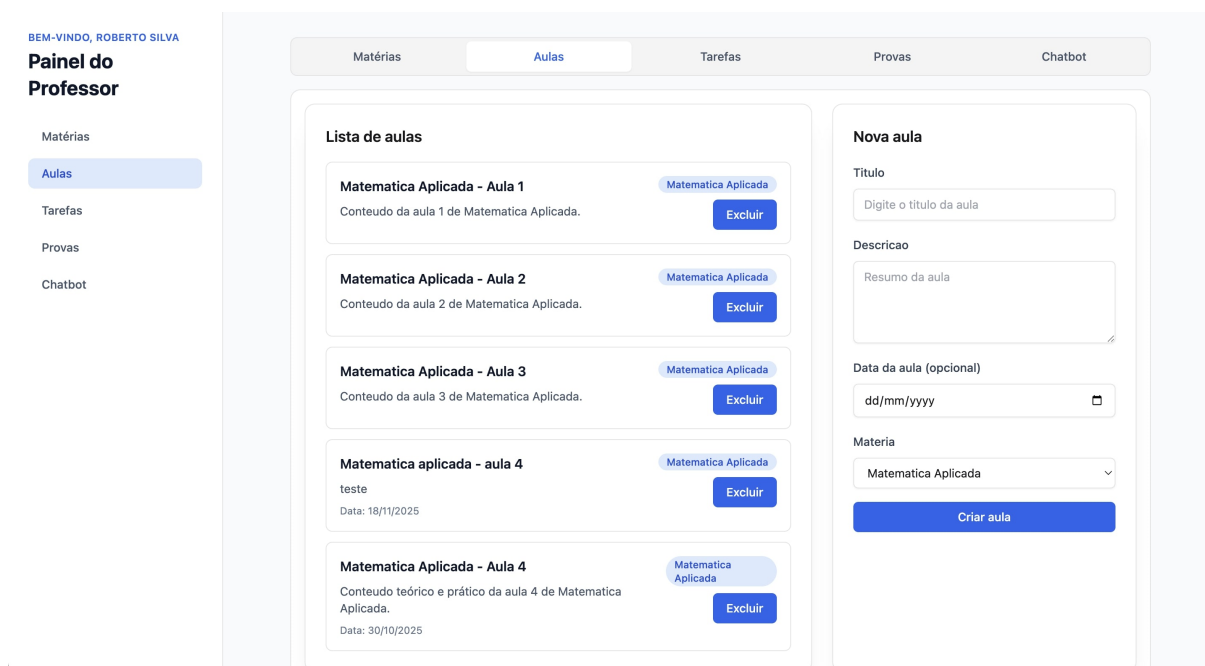 BEM-VINDO, ROBERTO SILVA
Painel do
Professor
Matérias
Aulas
Tarefas
Provas
Chatbot
Matérias
Aulas
Tarefas
Provas
Chatbot
Lista de aulas
Matematica Aplicada - Aula 1
Matematica Aplicada
Conteudo da aula 1 de Matematica Aplicada.
Excluir
Matematica Aplicada - Aula 2
Matematica Aplicada
Conteudo da aula 2 de Matematica Aplicada.
Excluir
Matematica Aplicada - Aula 3
Matematica Aplicada
Conteudo da aula 3 de Matematica Aplicada.
Excluir
Matematica aplicada - aula 4
Matematica Aplicada
teste
Excluir
Data: 18/11/2025
Matematica Aplicada - Aula 4
Matematica
Aplicada
Conteudo teórico e prático da aula 4 de Matematica
Aplicada.
Excluir
Data: 30/10/2025
Nova aula
Titulo
Digite o titulo da aula
Descricao
Resumo da aula
Data da aula (opcional)
dd/mm/yyyy
Materia
Matematica Aplicada
Criar aula